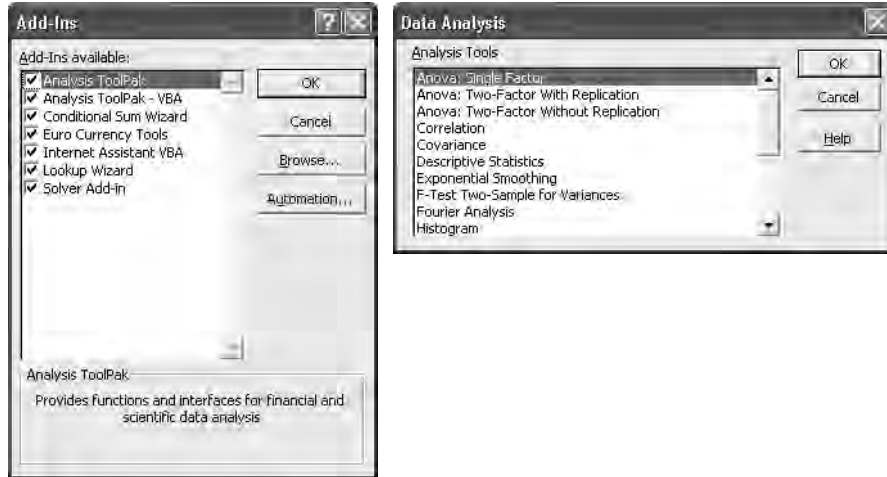 Add-Ins
Add-Ins available:
Analysis ToolPak
Analysis ToolPak - VBA
Conditional Sum Wizard
Euro Currency Tools
Internet Assistant VBA
Lookup Wizard
Solver Add-in
OK
Cancel
Browse...
Automation...
Analysis ToolPak
Provides functions and interfaces for financial and
scientific data analysis
Data Analysis
Analysis Tools
Anova: Single Factor
Anova: Two-Factor With Replication
Anova: Two-Factor Without Replication
Correlation
Covariance
Descriptive Statistics
Exponential Smoothing
F-Test Two-Sample for Variances
Fourier Analysis
Histogram
OK
Cancel
Help